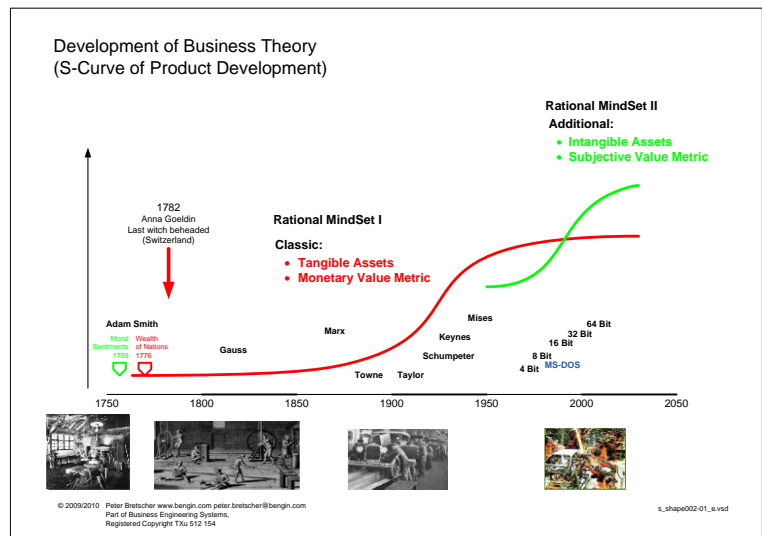 Development of Business Theory
(S-Curve of Product Development)
Rational MindSet II
Additional:
• Intangible Assets
• Subjective Value Metric
1782
Anna Goeldin
Last witch beheaded
(Switzerland)
Rational MindSet I
Classic:
• Tangible Assets
• Monetary Value Metric
Adam Smith
Moral
Sentiments
1759
Wealth
of Nations
1776
Gauss
Marx
Towne
Taylor
Schumpeter
Keynes
Mises
4 Bit
8 Bit
MS-DOS
16 Bit
32 Bit
64 Bit
1750
1800
1850
1900
1950
2000
2050
© 2009/2010 Peter Bretscher www.bengin.com peter.bretscher@bengin.com
Part of Business Engineering Systems,
Registered Copyright TXu 512 154
s_shape002-01_e.vsd